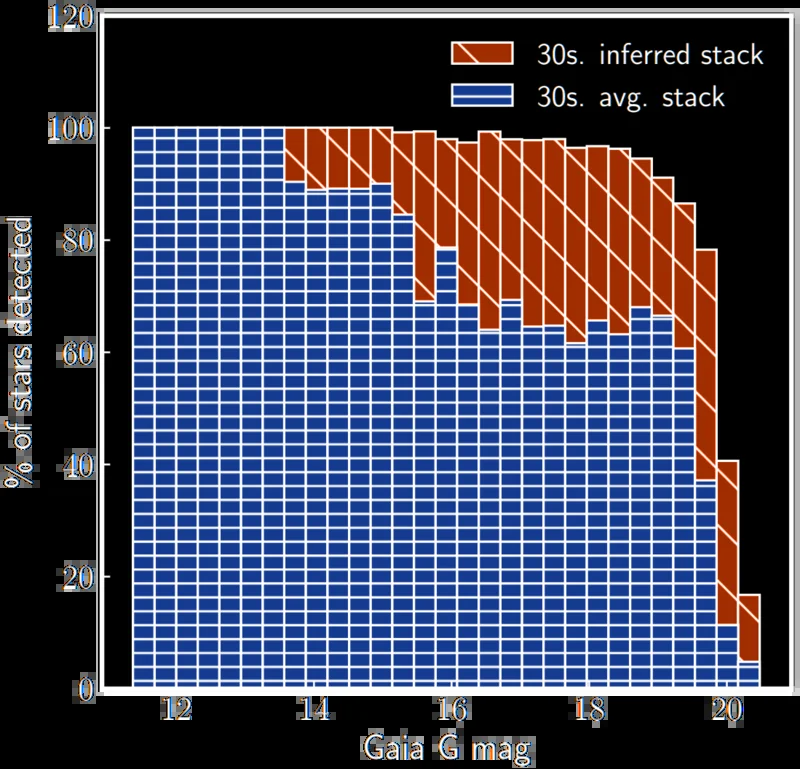 120
30s. inferred stack
30s. avg. stack
100
80
60
40
20
0
% of stars detected
12 14 16 18 20
Gaia G mag